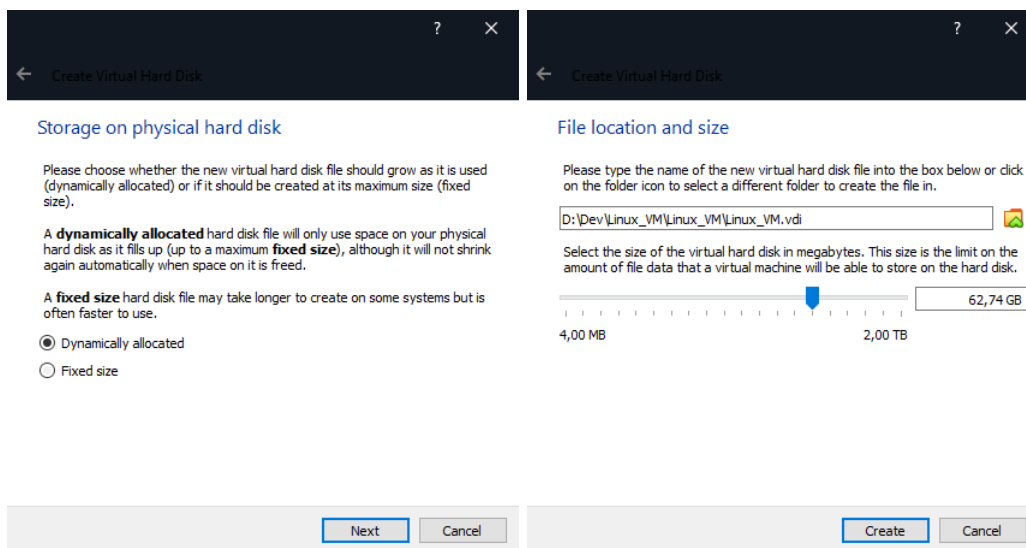 ?
Create Virtual Hard Disk
Storage on physical hard disk
Please choose whether the new virtual hard disk file should grow as it is used
(dynamically allocated) or if it should be created at its maximum size (fixed
size).
A dynamically allocated hard disk file will only use space on your physical
hard disk as it fills up (up to a maximum fixed size), although it will not shrink
again automatically when space on it is freed.
A fixed size hard disk file may take longer to create on some systems but is
often faster to use.
Dynamically allocated
Fixed size
Next
Cancel
?
Create Virtual Hard Disk
File location and size
Please type the name of the new virtual hard disk file into the box below or click
on the folder icon to select a different folder to create the file in.
D:\Dev\Linux_VM\Linux_VM\Linux_VM.vdi
Select the size of the virtual hard disk in megabytes. This size is the limit on the
amount of file data that a virtual machine will be able to store on the hard disk.
62,74 GB
4,00 MB
2,00 TB
Create
Cancel